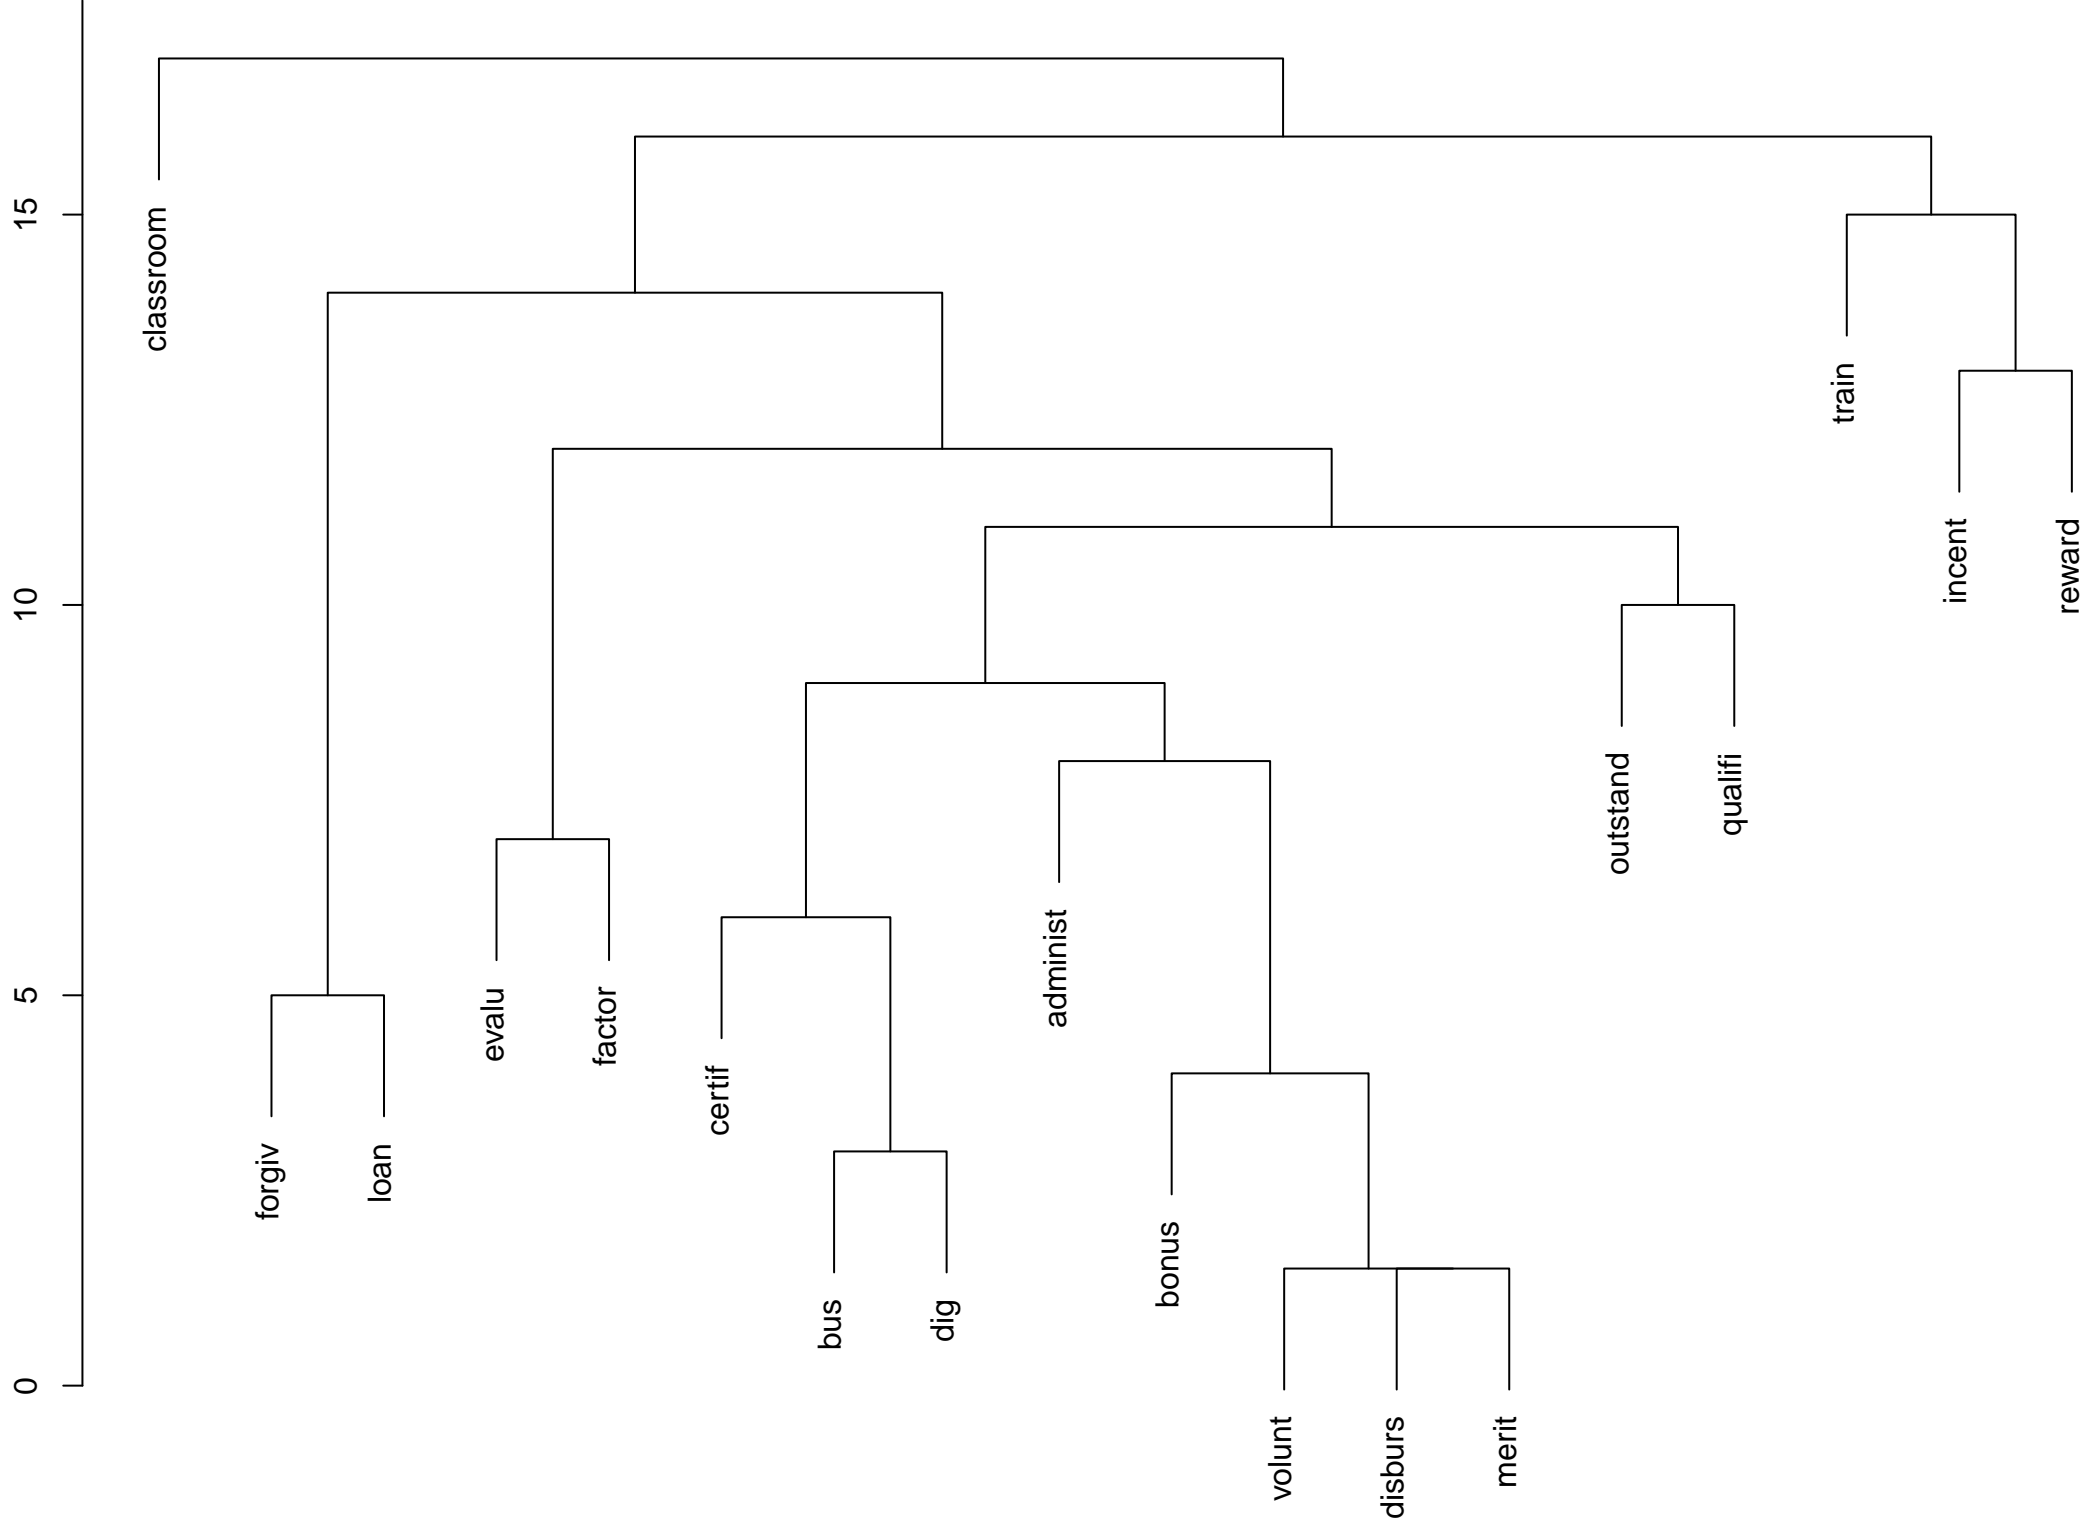 15
10
5
0
classroom
forgiv
loan
evalu
factor
certif
bus
dig
administ
bonus
volunt
disburs
merit
outstand
qualifi
train
incent
reward